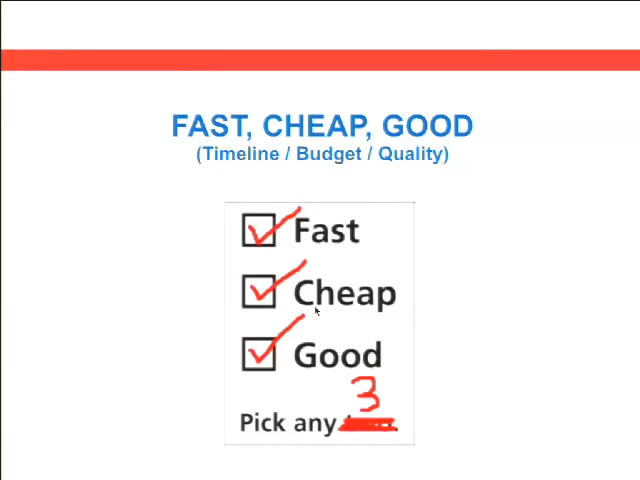 FAST, CHEAP, GOOD
(Timeline / Budget / Quality)
Fast
Cheap
Good
3
Pick any